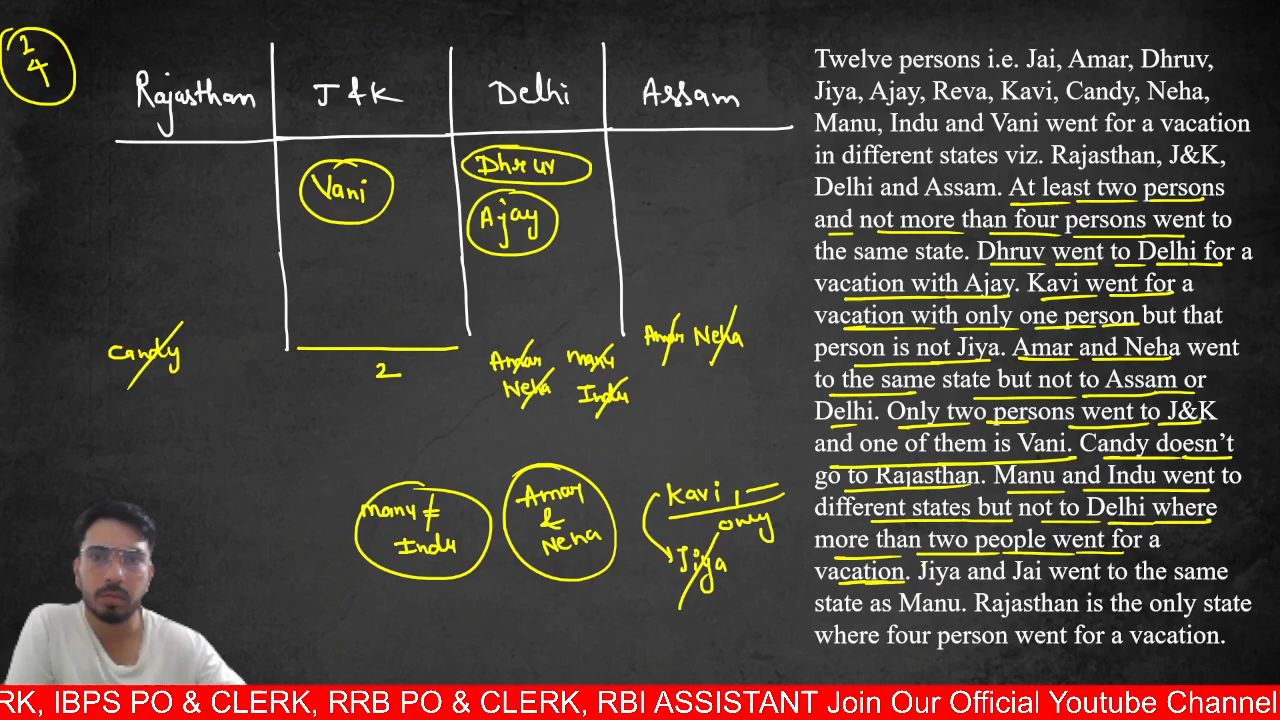 2
4
Rajasthan J&K Delhi Assam
Vani
Dhruv
Ajay
Candy
2
Amar Manu
Neha Indu
Amar Neha
Manu ≠
Indu
Amar
&
Neha
Kavi, =
only
Jiya
Twelve persons i.e. Jai, Amar, Dhruv,
Jiya, Ajay, Reva, Kavi, Candy, Neha,
Manu, Indu and Vani went for a vacation
in different states viz. Rajasthan, J&K,
Delhi and Assam. At least two persons
and not more than four persons went to
the same state. Dhruv went to Delhi for a
vacation with Ajay. Kavi went for a
vacation with only one person but that
person is not Jiya. Amar and Neha went
to the same state but not to Assam or
Delhi. Only two persons went to J&K
and one of them is Vani. Candy doesn’t
go to Rajasthan. Manu and Indu went to
different states but not to Delhi where
more than two people went for a
vacation. Jiya and Jai went to the same
state as Manu. Rajasthan is the only state
where four person went for a vacation.
RK, IBPS PO & CLERK, RRB PO & CLERK, RBI ASSISTANT Join Our Official Youtube Channel